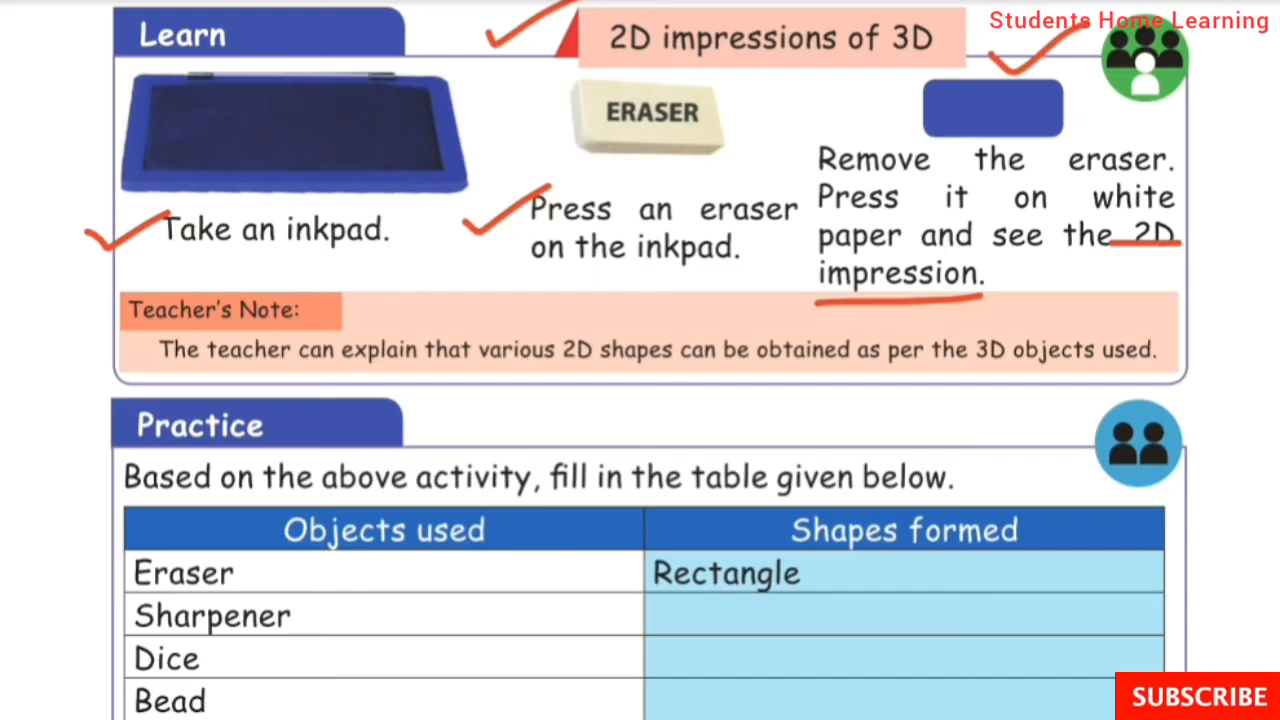 Students Home Learning
Learn
2D impressions of 3D
ERASER
Take an inkpad.
Press an eraser
on the inkpad.
Remove the eraser.
Press it on white
paper and see the 2D
impression.
Teacher's Note:
The teacher can explain that various 2D shapes can be obtained as per the 3D objects used.
Practice
Based on the above activity, fill in the table given below.
Objects used Shapes formed
Eraser Rectangle
Sharpener
Dice
Bead
SUBSCRIBE